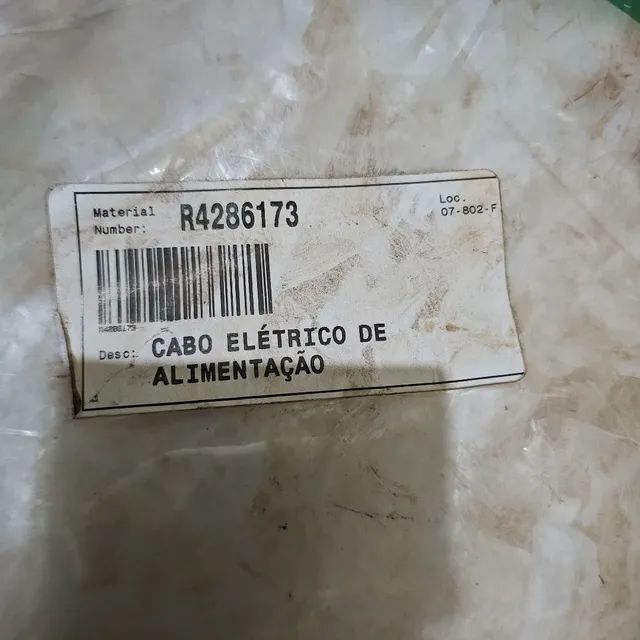 Material Number: R4286173
Loc. 07-802-F
R4286173
Desc: CABO ELÉTRICO DE
ALIMENTAÇÃO